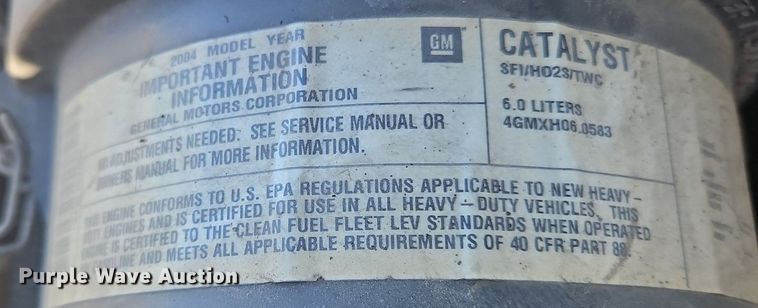 2004 MODEL YEAR
IMPORTANT ENGINE
INFORMATION
GENERAL MOTORS CORPORATION
GM
CATALYST
SFI/HO2S/TWC
6.0 LITERS
4GMXH06.0583
NO ADJUSTMENTS NEEDED: SEE SERVICE MANUAL OR
OWNERS MANUAL FOR MORE INFORMATION.
THIS ENGINE CONFORMS TO U.S. EPA REGULATIONS APPLICABLE TO NEW HEAVY-
DUTY ENGINES AND IS CERTIFIED FOR USE IN ALL HEAVY-DUTY VEHICLES. THIS
ENGINE IS CERTIFIED TO THE CLEAN FUEL FLEET LEV STANDARDS WHEN OPERATED
GASOLINE AND MEETS ALL APPLICABLE REQUIREMENTS OF 40 CFR PART 88.
Purple Wave Auction